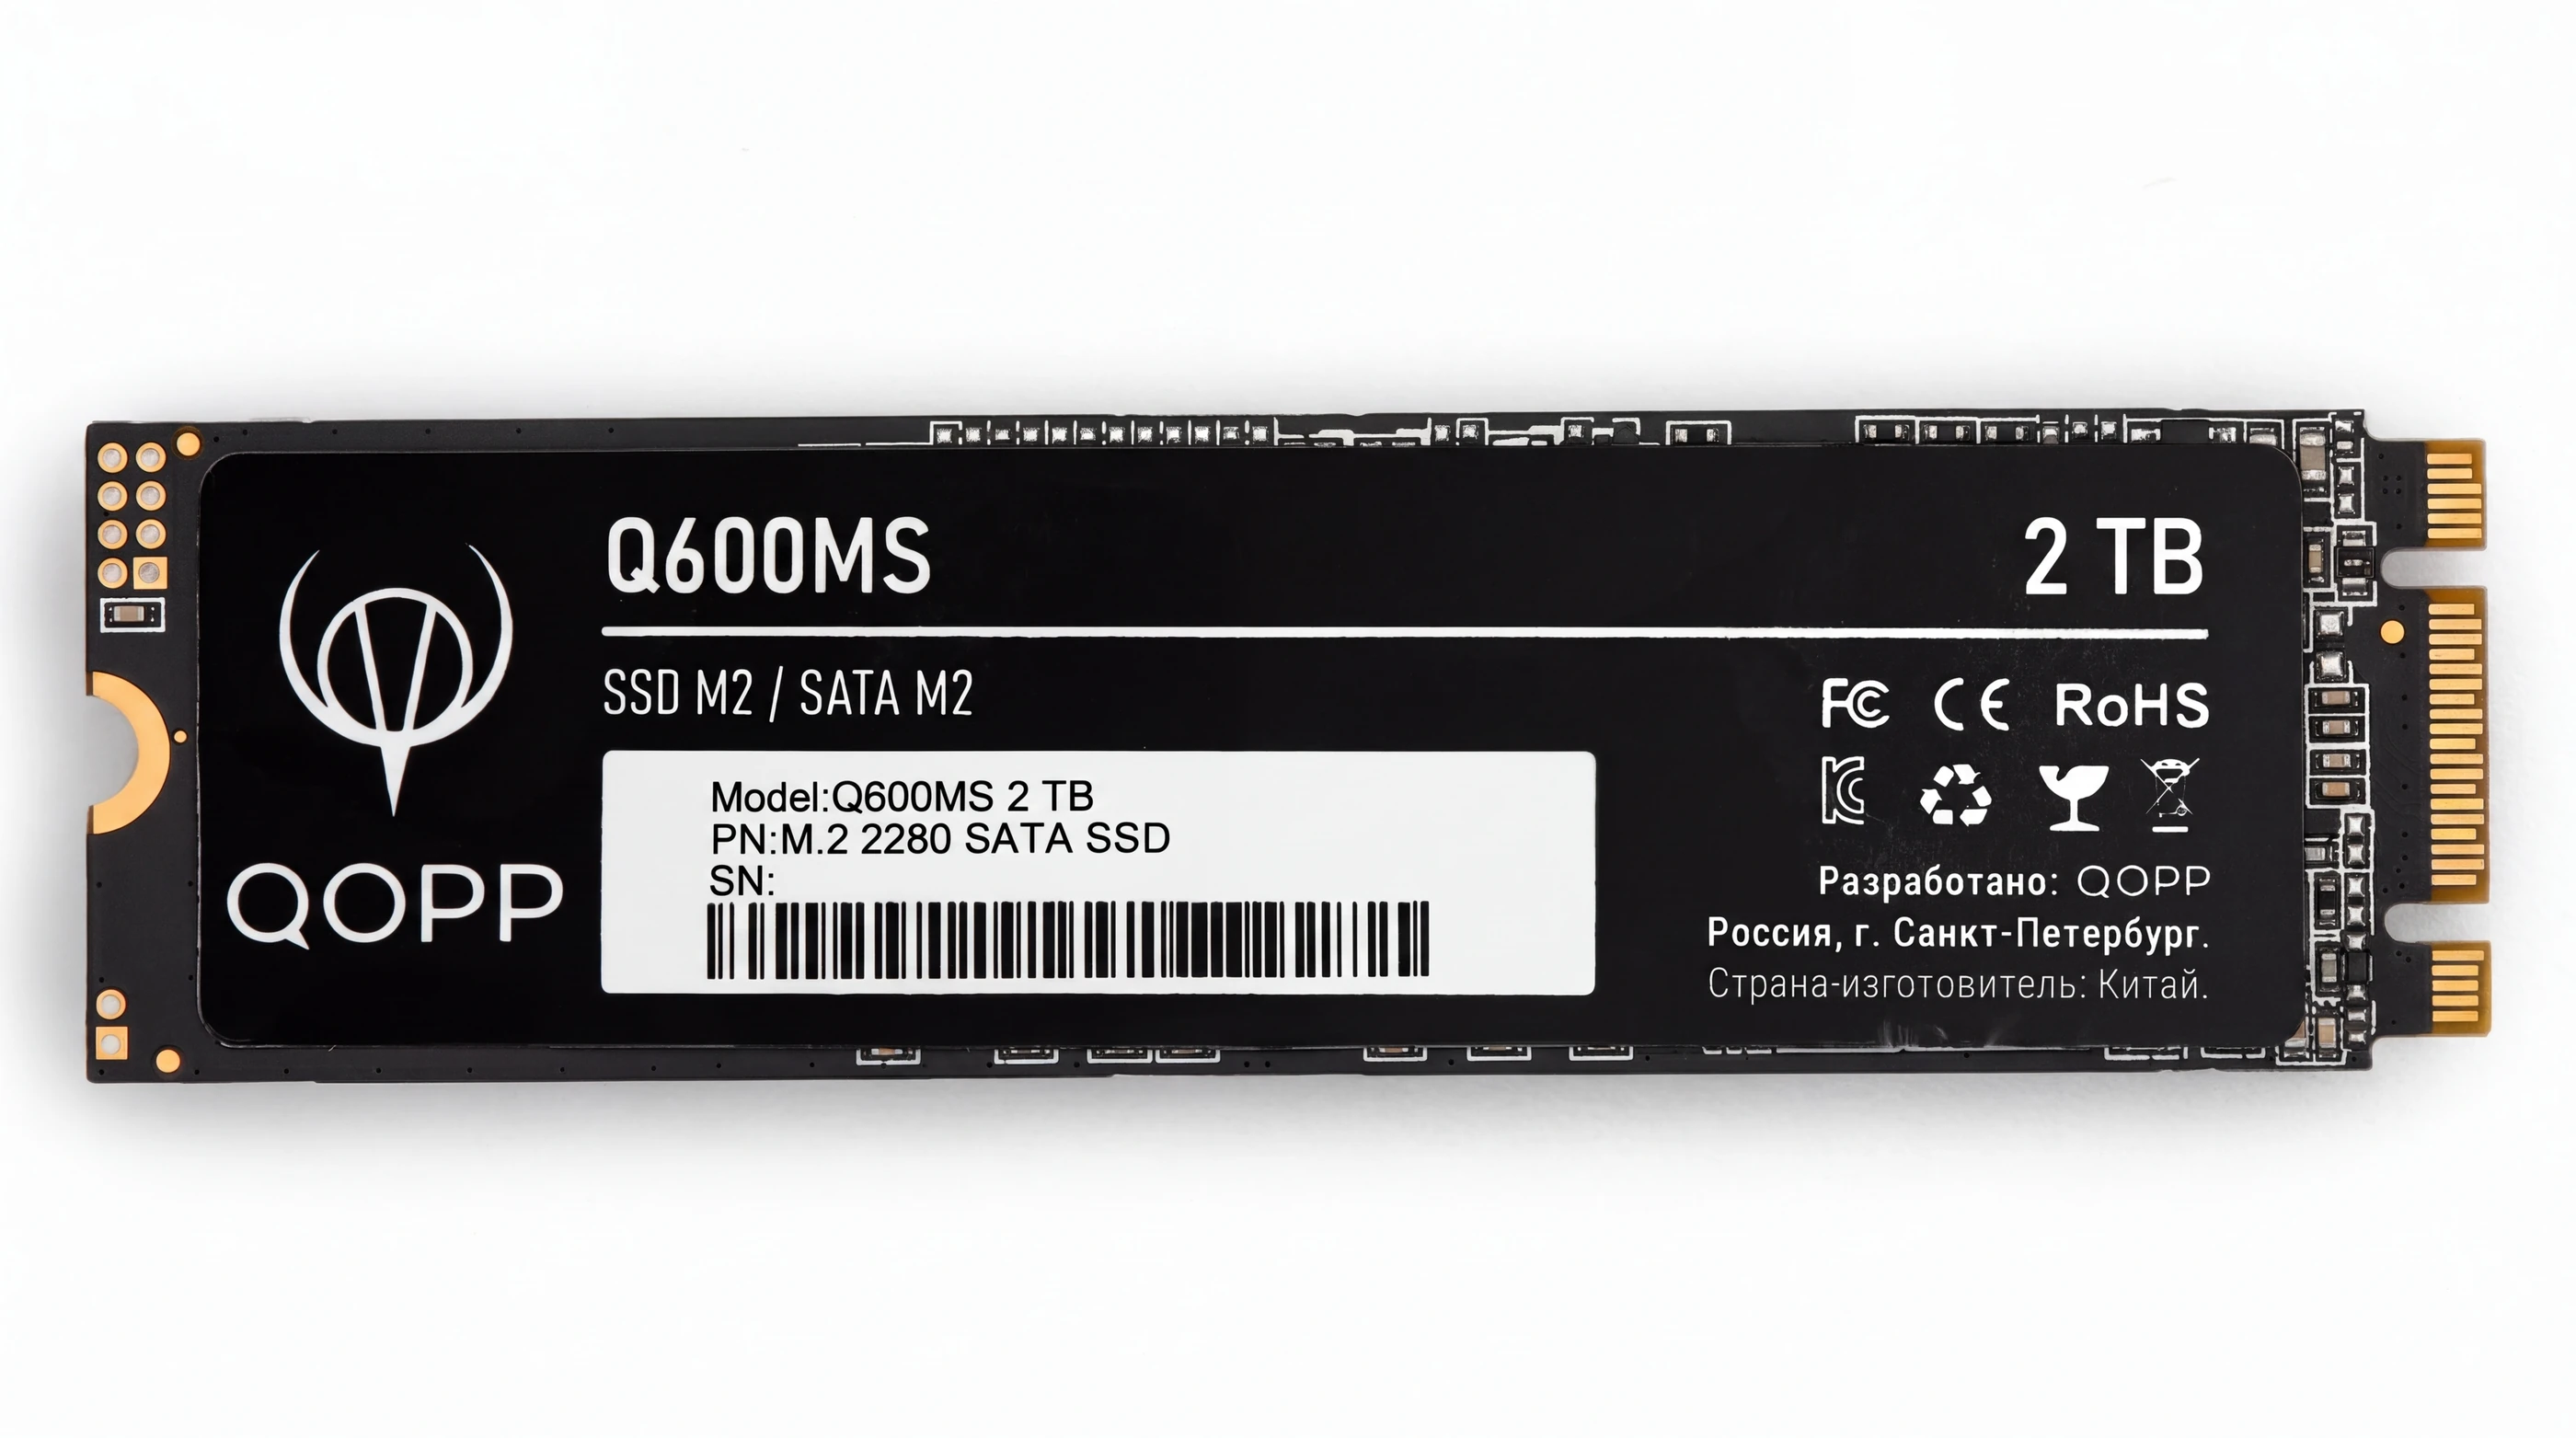 Q600MS
2 TB
SSD M2 / SATA M2
QOPP
Model:Q600MS 2 TB
PN:M.2 2280 SATA SSD
SN:
FC CE RoHS
Разработано: QOPP
Россия, г. Санкт-Петербург.
Страна-изготовитель: Китай.